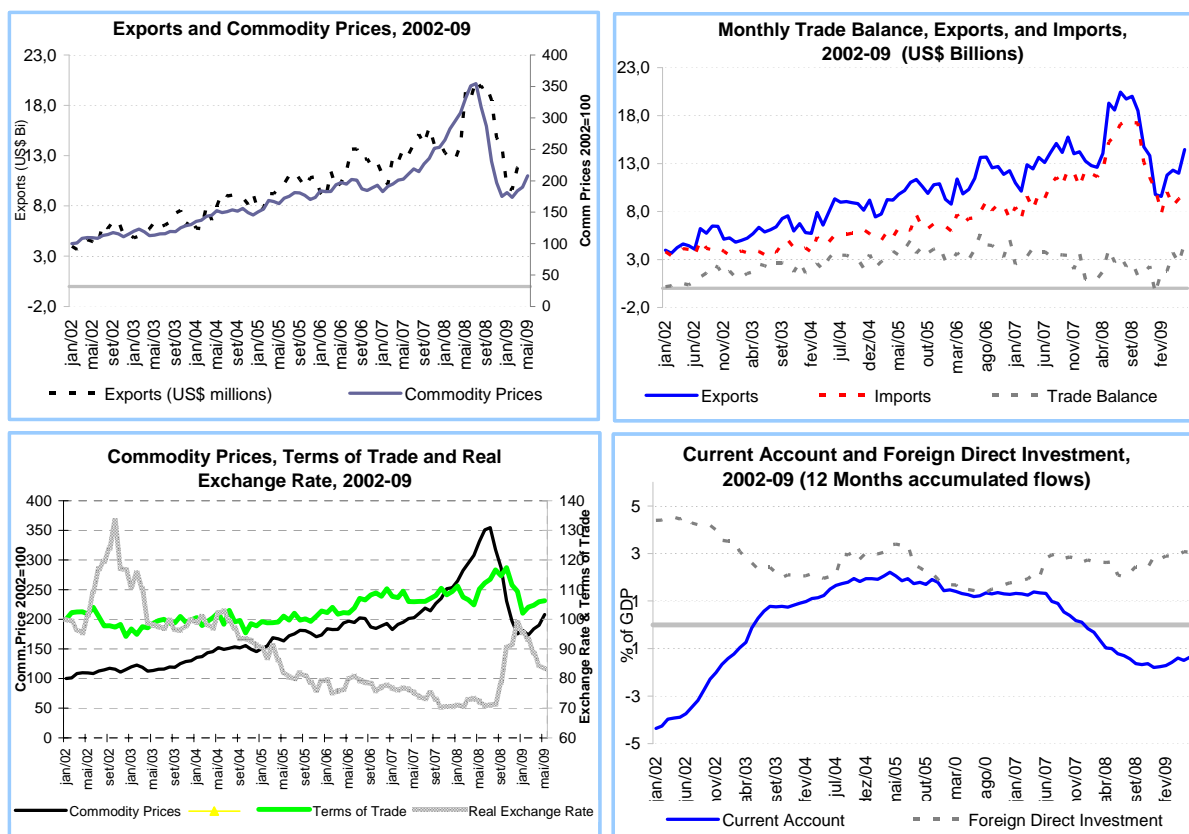 Exports and Commodity Prices, 2002-09
23,0
18,0
13,0
8,0
3,0
-2,0
Exports (US$ Bi)
400
350
300
250
200
150
100
50
0
Comm Prices 2002=100
jan/02
mai/02
set/02
jan/03
mai/03
set/03
jan/04
mai/04
set/04
jan/05
mai/05
set/05
jan/06
mai/06
set/06
jan/07
mai/07
set/07
jan/08
mai/08
set/08
jan/09
mai/09
Exports (US$ millions)
Commodity Prices
Monthly Trade Balance, Exports, and Imports,
2002-09 (US$ Billions)
23,0
18,0
13,0
8,0
3,0
-2,0
jan/02
jun/02
nov/02
abr/03
set/03
fev/04
jul/04
dez/04
mai/05
out/05
mar/06
ago/06
jan/07
jun/07
nov/07
abr/08
set/08
fev/09
Exports
Imports
Trade Balance
Commodity Prices, Terms of Trade and Real
Exchange Rate, 2002-09
400
350
300
250
200
150
100
50
0
Comm.Price 2002=100
140
130
120
110
100
90
80
70
60
Exchange Rate & Terms of Trade
jan/02
mai/02
set/02
jan/03
mai/03
set/03
jan/04
mai/04
set/04
jan/05
mai/05
set/05
jan/06
mai/06
set/06
jan/07
mai/07
set/07
jan/08
mai/08
set/08
jan/09
mai/09
Commodity Prices
Terms of Trade
Real Exchange Rate
Current Account and Foreign Direct Investment,
2002-09 (12 Months accumulated flows)
5
3
1
-1
-3
-5
% of GDP
jan/02
jun/02
nov/02
abr/03
set/03
fev/04
jul/04
dez/04
mai/05
out/05
mar/0
ago/0
jan/07
jun/07
nov/07
abr/08
set/08
fev/09
Current Account
Foreign Direct Investment